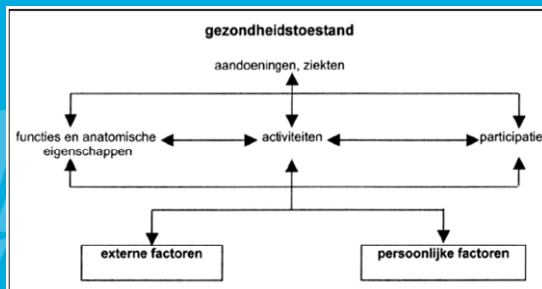 gezondheidstoestand
aandoeningen, ziekten
functies en anatomische
eigenschappen
activiteiten
participatie
externe factoren
persoonlijke factoren